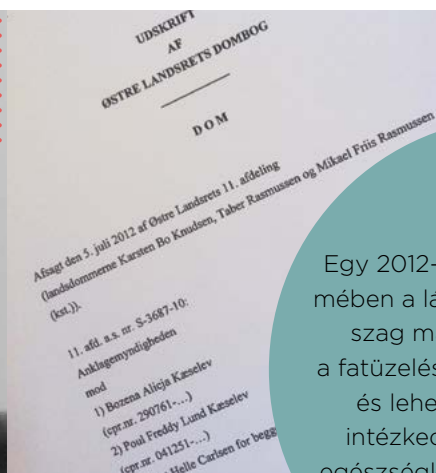 UDSKRIFT
AF
ØSTRE LANDSRETS DOMBOG
DOM
Afsagt den 5. juli 2012 af Østre Landsrets 11. afdeling
(landsdommerne Karsten Bo Knudsen, Taber Rasmussen og Mikael Friis Rasmussen
(kst.)).
11. afd. a.s. nr. S-3687-10:
Anklagemyndigheden
mod
1) Bozena Alicja Kæselev
(cpr.nr. 290761-...)
2) Poul Freddy Lund Kæselev
(cpr.nr. 041251-...)
Helle Carlsen for begg
Egy 2012-
mében a lá
szag m
a fatüzelés
és lehe
intézked
egészségk